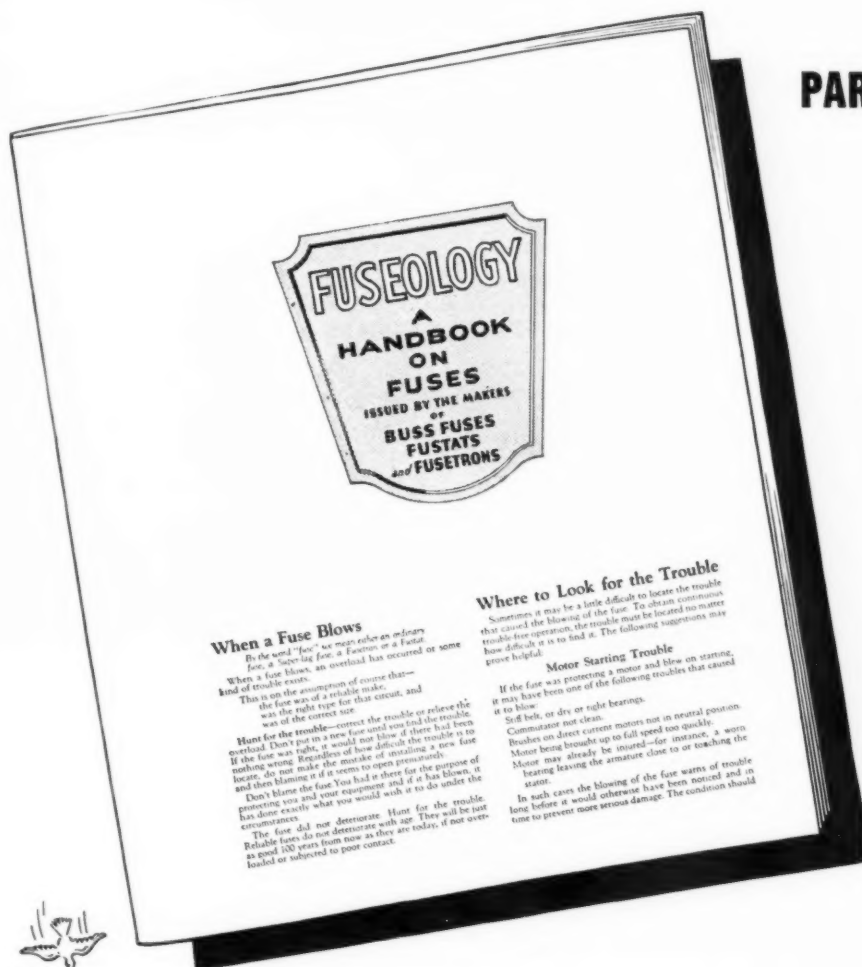 PAR
FUSEOLOGY
A
HANDBOOK
ON
FUSES
ISSUED BY THE MAKERS
OF
BUSS FUSES
FUSTATS
and FUSETRONS
When a Fuse Blows
By the word "fuse" we mean either an ordinary
fuse, a Super-lag fuse, a Fusetron or a Fustat.
When a fuse blows, an overload has occurred or some
kind of trouble exists.
This is on the assumption of course that—
the fuse was of a reliable make,
was the right type for that circuit, and
was of the correct size.
Hunt for the trouble—correct the trouble or relieve the
overload. Don't put in a new fuse until you find the trouble.
If the fuse was right, it would not blow if there had been
nothing wrong. Regardless of how difficult the trouble is to
locate, do not make the mistake of installing a new fuse
and then blaming it if it seems to open prematurely.
Don't blame the fuse. You had it there for the purpose of
protecting you and your equipment and if it has blown, it
has done exactly what you would wish it to do under the
circumstances.
The fuse did not deteriorate. Hunt for the trouble.
Reliable fuses do not deteriorate with age. They will be just
as good 100 years from now as they are today, if not over-
loaded or subjected to poor contact.
Where to Look for the Trouble
Sometimes it may be a little difficult to locate the trouble
that caused the blowing of the fuse. To obtain continuous
trouble-free operation, the trouble must be located no matter
how difficult it is to find it. The following suggestions may
prove helpful:
Motor Starting Trouble
If the fuse was protecting a motor and blew on starting,
it may have been one of the following troubles that caused
it to blow:
Stiff belt, or dry or tight bearings.
Commutator not clean.
Brushes on direct current motors not in neutral position.
Motor being brought up to full speed too quickly.
Motor may already be injured—for instance, a worn
bearing leaving the armature close to or touching the
stator.
In such cases the blowing of the fuse warns of trouble
long before it would otherwise have been noticed and in
time to prevent more serious damage. The condition should